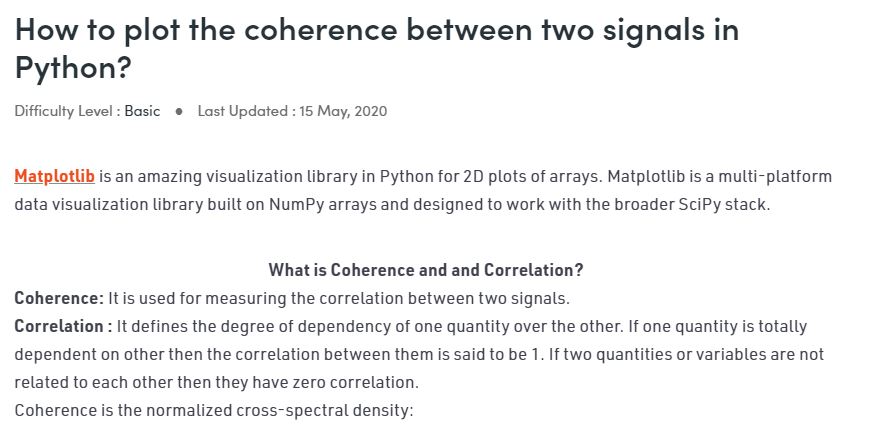 How to plot the coherence between two signals in
Python?
Difficulty Level : Basic ● Last Updated : 15 May, 2020
Matplotlib is an amazing visualization library in Python for 2D plots of arrays. Matplotlib is a multi-platform
data visualization library built on NumPy arrays and designed to work with the broader SciPy stack.
What is Coherence and and Correlation?
Coherence: It is used for measuring the correlation between two signals.
Correlation : It defines the degree of dependency of one quantity over the other. If one quantity is totally
dependent on other then the correlation between them is said to be 1. If two quantities or variables are not
related to each other then they have zero correlation.
Coherence is the normalized cross-spectral density: